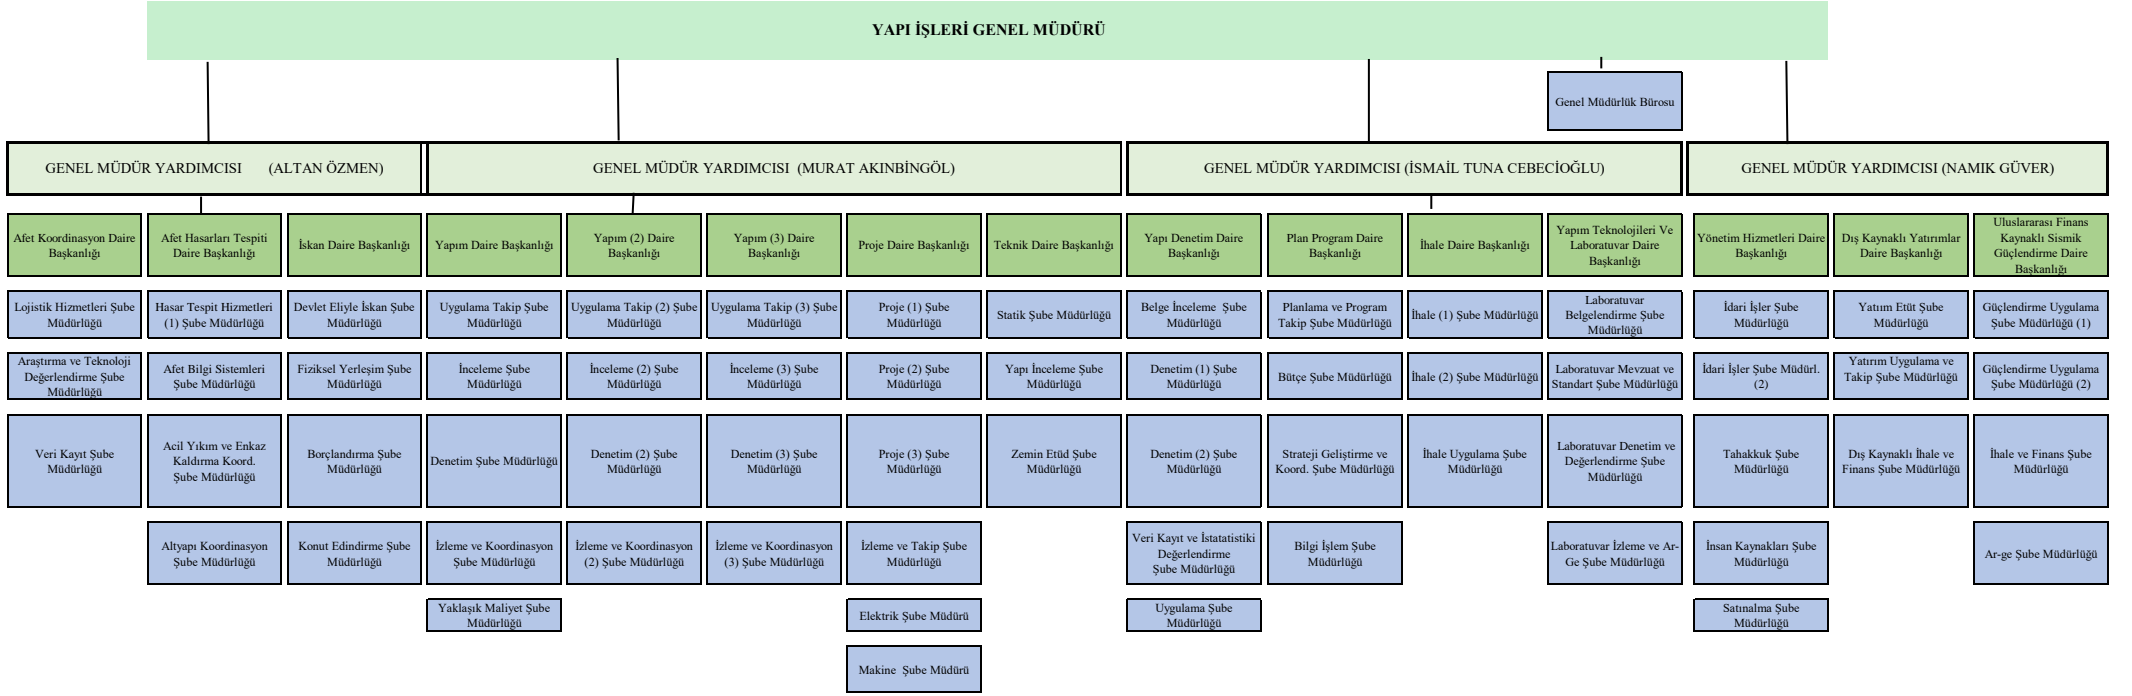 YAPI İŞLERİ GENEL MÜDÜRÜ
Genel Müdürlük Bürosu
GENEL MÜDÜR YARDIMCISI (ALTAN ÖZMEN)
GENEL MÜDÜR YARDIMCISI (MURAT AKINBİNGÖL)
GENEL MÜDÜR YARDIMCISI (İSMAİL TUNA CEBECİOĞLU)
GENEL MÜDÜR YARDIMCISI (NAMIK GÜVER)
Afet Koordinasyon Daire
Başkanlığı
Afet Hasarları Tespiti
Daire Başkanlığı
İskan Daire Başkanlığı
Yapım Daire Başkanlığı
Yapım (2) Daire
Başkanlığı
Yapım (3) Daire
Başkanlığı
Proje Daire Başkanlığı
Teknik Daire Başkanlığı
Yapı Denetim Daire
Başkanlığı
Plan Program Daire
Başkanlığı
İhale Daire Başkanlığı
Yapım Teknolojileri Ve
Laboratuvar Daire
Başkanlığı
Yönetim Hizmetleri Daire
Başkanlığı
Dış Kaynaklı Yatırımlar
Daire Başkanlığı
Uluslararası Finans
Kaynaklı Sismik
Güçlendirme Daire
Başkanlığı
Lojistik Hizmetleri Şube
Müdürlüğü
Hasar Tespit Hizmetleri
(1) Şube Müdürlüğü
Devlet Eliyle İskan Şube
Müdürlüğü
Uygulama Takip Şube
Müdürlüğü
Uygulama Takip (2) Şube
Müdürlüğü
Uygulama Takip (3) Şube
Müdürlüğü
Proje (1) Şube
Müdürlüğü
Statik Şube Müdürlüğü
Belge İnceleme Şube
Müdürlüğü
Planlama ve Program
Takip Şube Müdürlüğü
İhale (1) Şube Müdürlüğü
Laboratuvar
Belgelendirme Şube
Müdürlüğü
İdari İşler Şube
Müdürlüğü
Yatıım Etüt Şube
Müdürlüğü
Güçlendirme Uygulama
Şube Müdürlüğü (1)
Araştırma ve Teknoloji
Değerlendirme Şube
Müdürlüğü
Afet Bilgi Sistemleri
Şube Müdürlüğü
Fiziksel Yerleşim Şube
Müdürlüğü
İnceleme Şube
Müdürlüğü
İnceleme (2) Şube
Müdürlüğü
İnceleme (3) Şube
Müdürlüğü
Proje (2) Şube
Müdürlüğü
Yapı İnceleme Şube
Müdürlüğü
Denetim (1) Şube
Müdürlüğü
Bütçe Şube Müdürlüğü
İhale (2) Şube Müdürlüğü
Laboratuvar Mevzuat ve
Standart Şube Müdürlüğü
İdari İşler Şube Müdürl.
(2)
Yatırım Uygulama ve
Takip Şube Müdürlüğü
Güçlendirme Uygulama
Şube Müdürlüğü (2)
Veri Kayıt Şube
Müdürlüğü
Acil Yıkım ve Enkaz
Kaldırma Koord.
Şube Müdürlüğü
Borçlandırma Şube
Müdürlüğü
Denetim Şube Müdürlüğü
Denetim (2) Şube
Müdürlüğü
Denetim (3) Şube
Müdürlüğü
Proje (3) Şube
Müdürlüğü
Zemin Etüd Şube
Müdürlüğü
Denetim (2) Şube
Müdürlüğü
Strateji Geliştirme ve
Koord. Şube Müdürlüğü
İhale Uygulama Şube
Müdürlüğü
Laboratuvar Denetim ve
Değerlendirme Şube
Müdürlüğü
Tahakkuk Şube
Müdürlüğü
Dış Kaynaklı İhale ve
Finans Şube Müdürlüğü
İhale ve Finans Şube
Müdürlüğü
Altyapı Koordinasyon
Şube Müdürlüğü
Konut Edindirme Şube
Müdürlüğü
İzleme ve Koordinasyon
Şube Müdürlüğü
İzleme ve Koordinasyon
(2) Şube Müdürlüğü
İzleme ve Koordinasyon
(3) Şube Müdürlüğü
İzleme ve Takip Şube
Müdürlüğü
Veri Kayıt ve İstatatistiki
Değerlendirme
Şube Müdürlüğü
Bilgi İşlem Şube
Müdürlüğü
Laboratuvar İzleme ve Ar-
Ge Şube Müdürlüğü
İnsan Kaynakları Şube
Müdürlüğü
Ar-ge Şube Müdürlüğü
Yaklaşık Maliyet Şube
Müdürlüğü
Elektrik Şube Müdürü
Uygulama Şube
Müdürlüğü
Satınalma Şube
Müdürlüğü
Makine Şube Müdürü